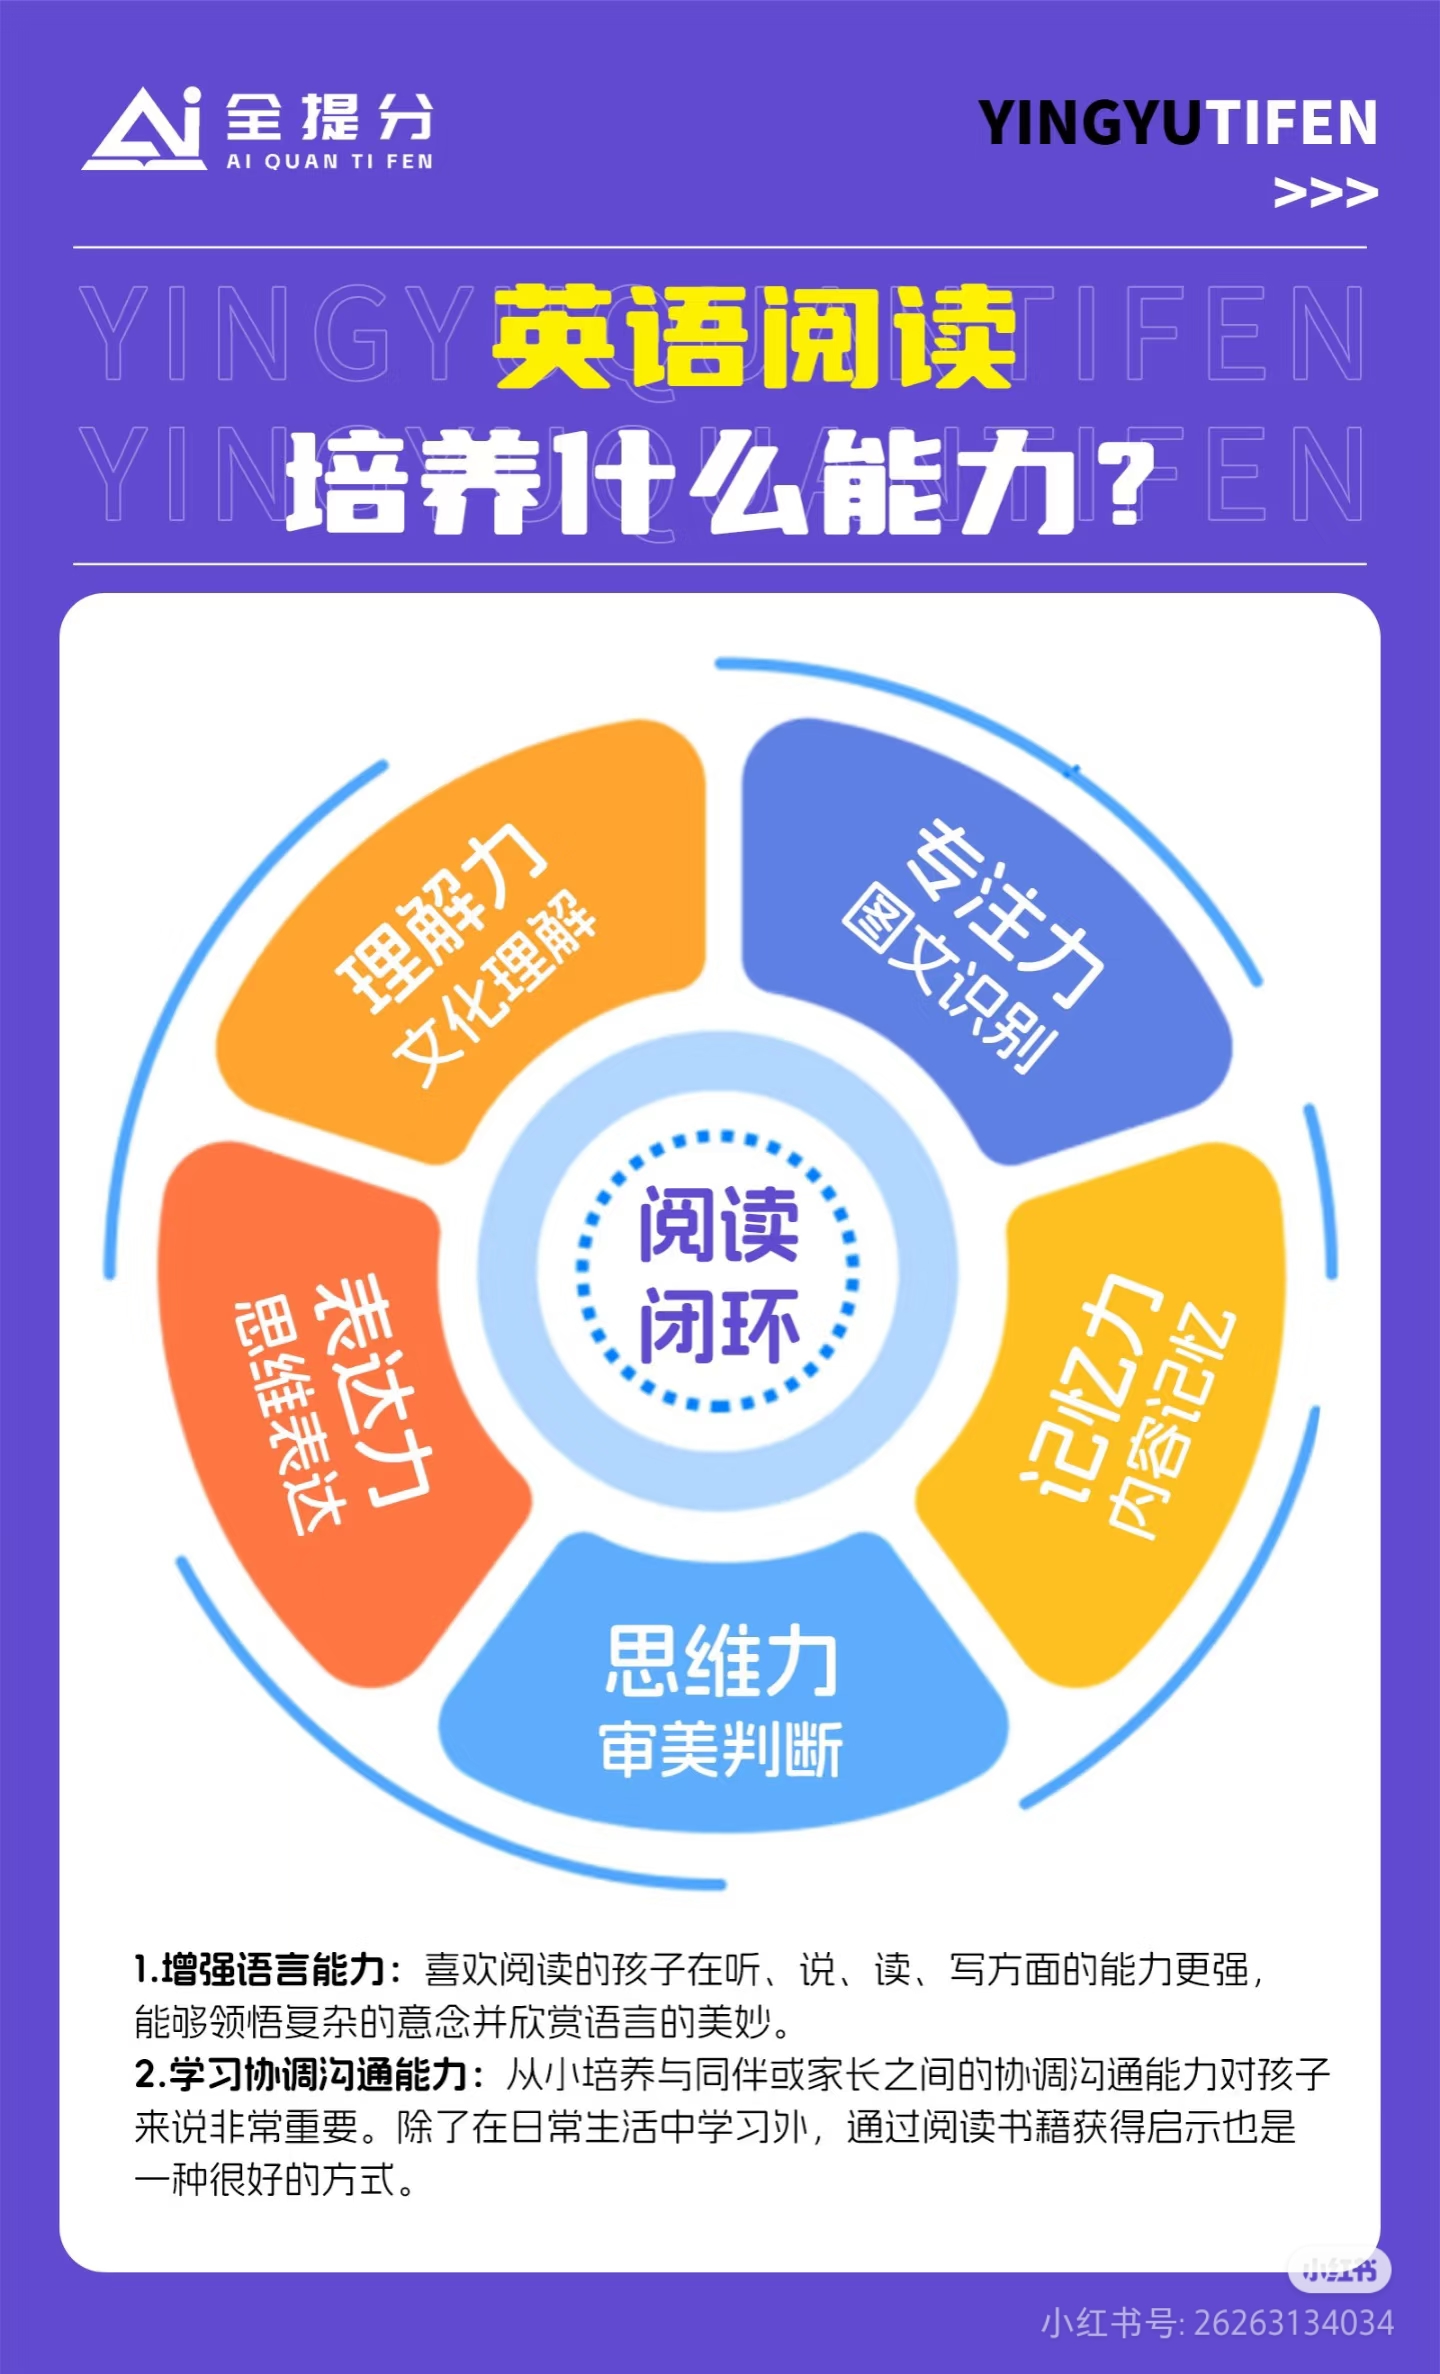 Ai 全提分
AI QUAN TI FEN
YINGYUTIFEN
>>>
YINGYUQUANTIFEN
英语阅读
YINGYUQUANTIFEN
培养什么能力?
理解力
文化理解
专注力
图文识别
表达力
思维表达
阅读
闭环
记忆力
内容记忆
思维力
审美判断
1.增强语言能力：喜欢阅读的孩子在听、说、读、写方面的能力更强，
能够领悟复杂的意念并欣赏语言的美妙。
2.学习协调沟通能力：从小培养与同伴或家长之间的协调沟通能力对孩子
来说非常重要。除了在日常生活中学习外，通过阅读书籍获得启示也是
一种很好的方式。
小红书
小红书号: 26263134034